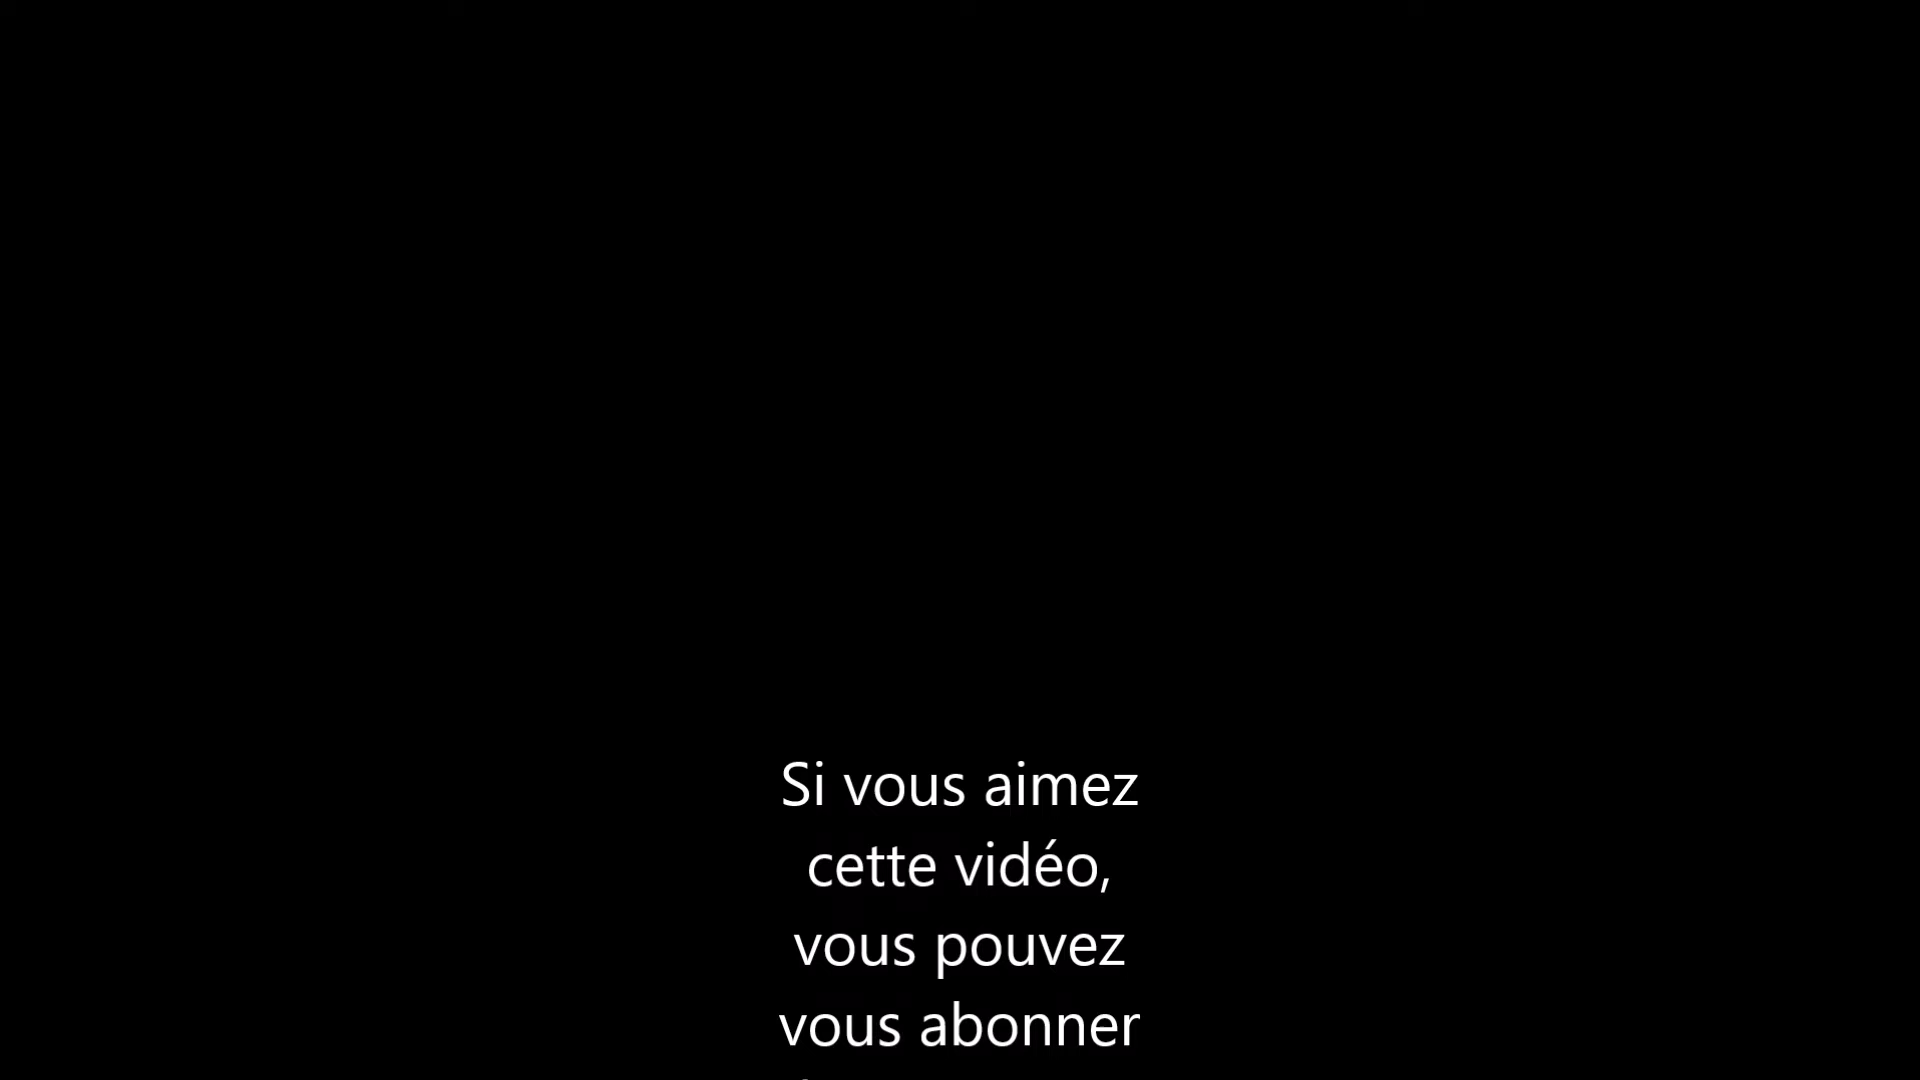 Si vous aimez
cette vidéo,
vous pouvez
vous abonner